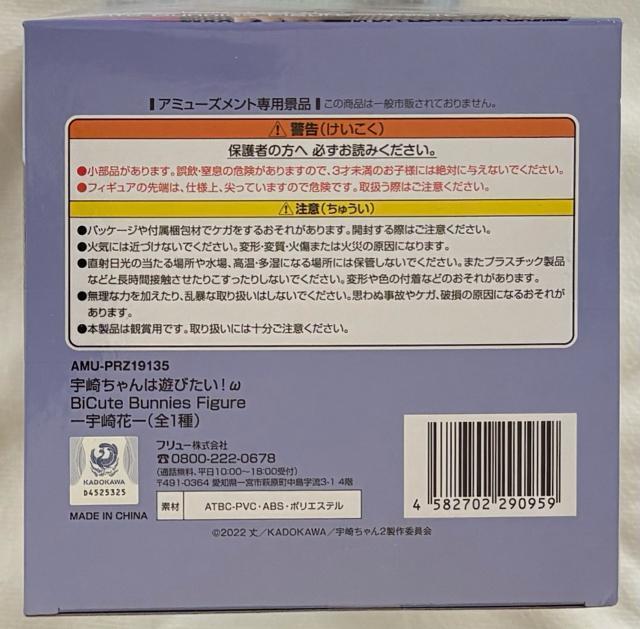 アミューズメント専用景品 この商品は一般市販されておりません。
警告(けいこく)
保護者の方へ 必ずお読みください。
●小部品があります。誤飲・窒息の危険がありますので、3才未満のお子様には絶対に与えないでください。
●フィギュアの先端は、仕様上、尖っていますので危険です。取扱う際はご注意ください。
注意(ちゅうい)
●パッケージや付属梱包材でケガをするおそれがあります。開封する際はご注意ください。
●火気には近づけないでください。変形・変質・火傷または火災の原因になります。
●直射日光の当たる場所や水場、高温・多湿になる場所には保管しないでください。またプラスチック製品
などと長時間接触させたりこすったりしないでください。変形や色の付着などのおそれがあります。
●無理な力を加えたり、乱暴な取り扱いはしないでください。思わぬ事故やケガ、破損の原因になるおそれが
あります。
●本製品は観賞用です。取り扱いには十分ご注意ください。
AMU-PRZ19135
宇崎ちゃんは遊びたい!ω
BiCute Bunnies Figure
ー宇崎花ー(全1種)
フリュー株式会社
☎0800-222-0678
(通話無料、平日10:00~18:00受付)
〒491-0364 愛知県一宮市萩原町中島字流3-1 4階
KADOKAWA
D4525325
MADE IN CHINA
素材 ATBC-PVC・ABS・ポリエステル
4 582702 290959
©2022 丈/KADOKAWA/宇崎ちゃん2製作委員会